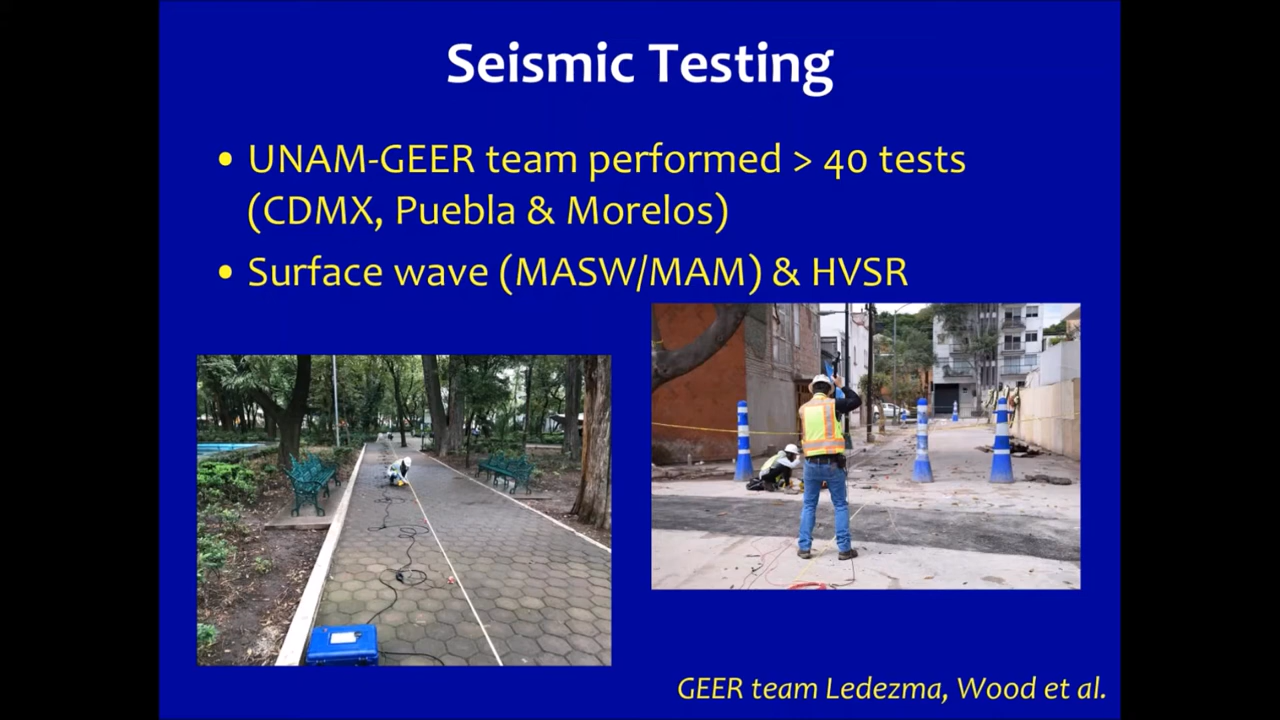 Seismic Testing
• UNAM-GEER team performed > 40 tests
(CDMX, Puebla & Morelos)
• Surface wave (MASW/MAM) & HVSR
GEER team Ledezma, Wood et al.